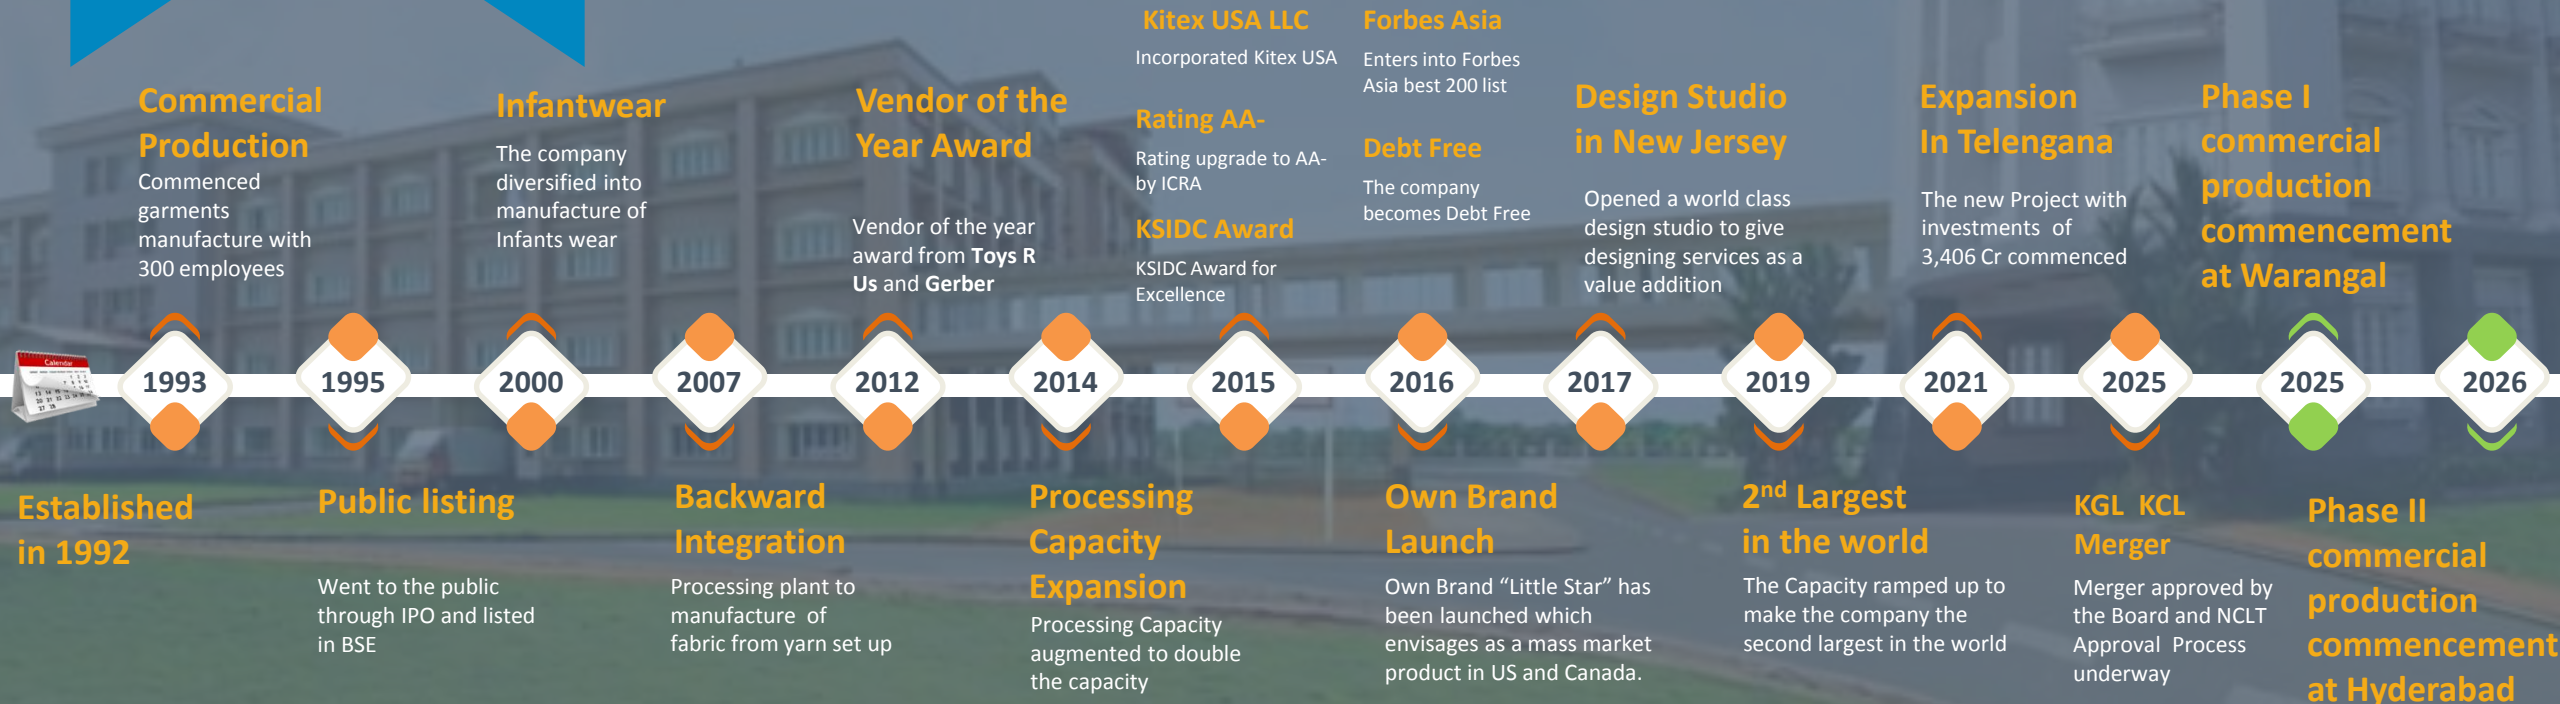 Kitex USA LLC
Incorporated Kitex USA
Rating AA-
Rating upgrade to AA-
by ICRA
KSIDC Award
KSIDC Award for
Excellence
Forbes Asia
Enters into Forbes
Asia best 200 list
Debt Free
The company
becomes Debt Free
Commercial
Production
Commenced
garments
manufacture with
300 employees
Infantwear
The company
diversified into
manufacture of
Infants wear
Vendor of the
Year Award
Vendor of the year
award from Toys R
Us and Gerber
Design Studio
in New Jersey
Opened a world class
design studio to give
designing services as a
value addition
Expansion
In Telengana
The new Project with
investments of
3,406 Cr commenced
Phase I
commercial
production
commencement
at Warangal
Calendar
1993
1995
2000
2007
2012
2014
2015
2016
2017
2019
2021
2025
2025
2026
Established
in 1992
Public listing
Went to the public
through IPO and listed
in BSE
Backward
Integration
Processing plant to
manufacture of
fabric from yarn set up
Processing
Capacity
Expansion
Processing Capacity
augmented to double
the capacity
Own Brand
Launch
Own Brand “Little Star” has
been launched which
envisages as a mass market
product in US and Canada.
2nd Largest
in the world
The Capacity ramped up to
make the company the
second largest in the world
KGL KCL
Merger
Merger approved by
the Board and NCLT
Approval Process
underway
Phase II
commercial
production
commencement
at Hyderabad